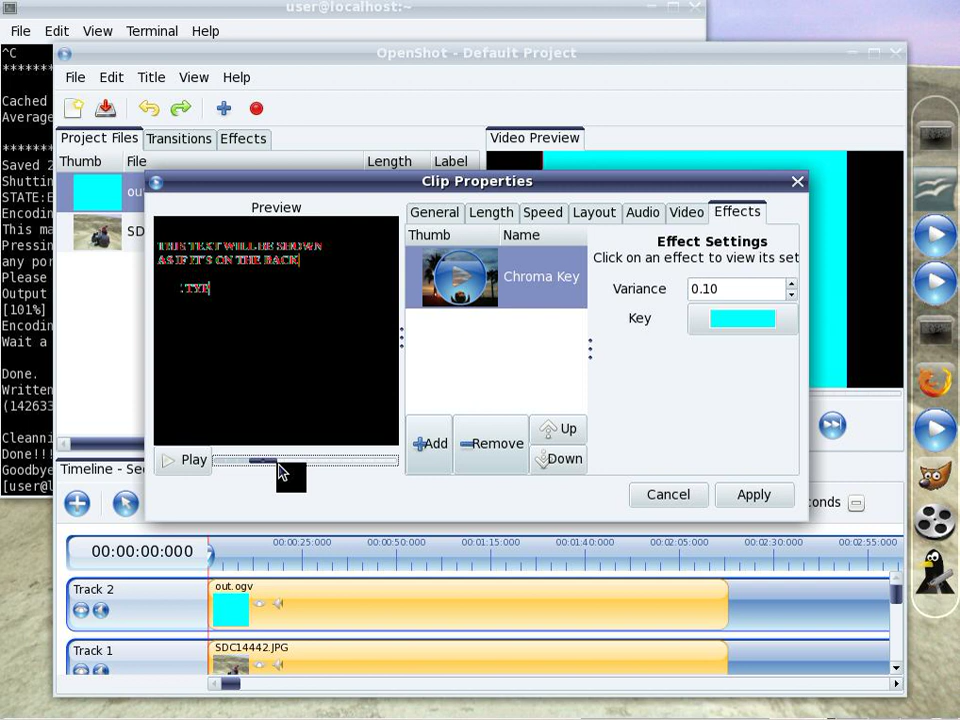 user@localhost:~
File Edit View Terminal Help
^C
Cached
Average
Saved 2
Shuttin
STATE:E
Encodin
This ma
Pressin
any por
Please
Output
[101%]
Encodin
Wait a
Done.
Written
(142633
Cleanni
Done!!!
Goodbye
[user@l
OpenShot - Default Project
File Edit Title View Help
Project Files Transitions Effects
Thumb File Length Label
ou
SD
Video Preview
Clip Properties
Preview
THIS TEXT WILL BE SHOWN
AS IF IT'S ON THE BACK
: TYPE
Play
General Length Speed Layout Audio Video Effects
Thumb Name
Chroma Key
Add Remove Up
Down
Effect Settings
Click on an effect to view its set
Variance 0.10
Key
Cancel Apply
Timeline - Se
conds
00:00:00:000
00:00:25:000 00:00:50:000 00:01:15:000 00:01:40:000 00:02:05:000 00:02:30:000 00:02:55:000
Track 2
out.ogv
Track 1
SDC14442.JPG